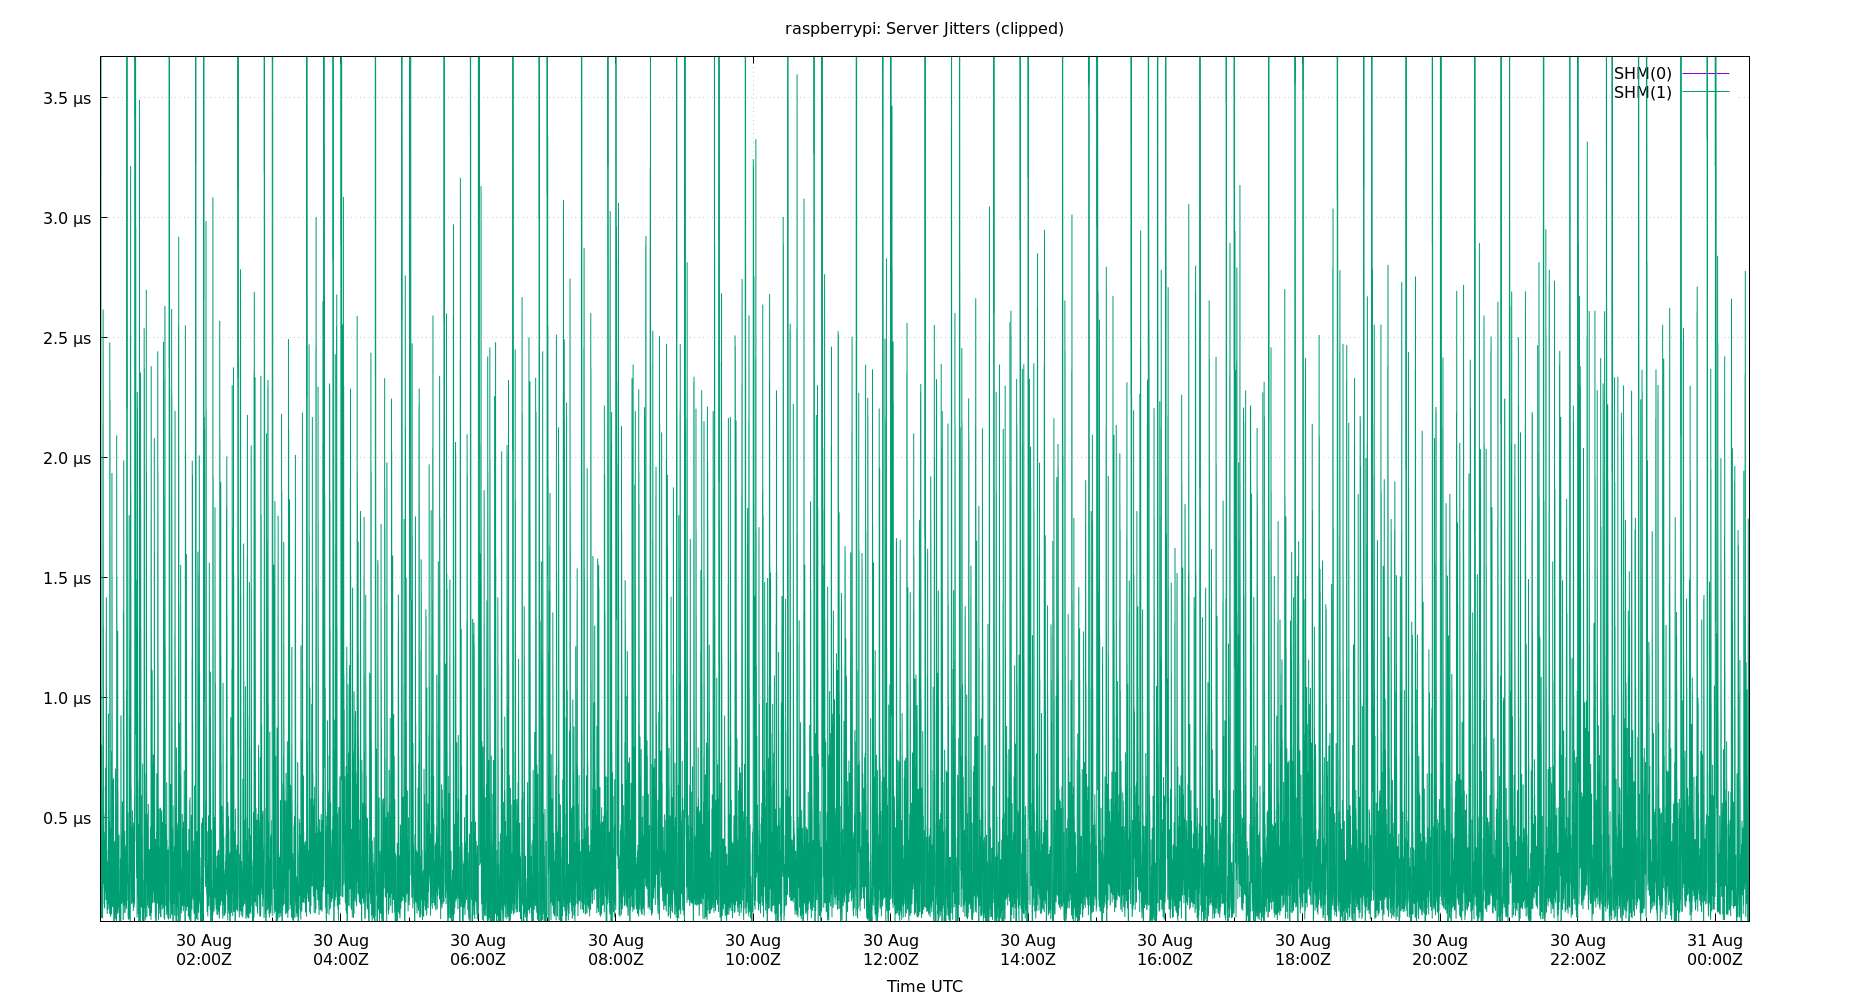 raspberrypi: Server Jitters (clipped)
SHM(0)
SHM(1)
3.5 µs
3.0 µs
2.5 µs
2.0 µs
1.5 µs
1.0 µs
0.5 µs
30 Aug 30 Aug 30 Aug 30 Aug 30 Aug 30 Aug 30 Aug 30 Aug 30 Aug 30 Aug 30 Aug 31 Aug
02:00Z 04:00Z 06:00Z 08:00Z 10:00Z 12:00Z 14:00Z 16:00Z 18:00Z 20:00Z 22:00Z 00:00Z
Time UTC